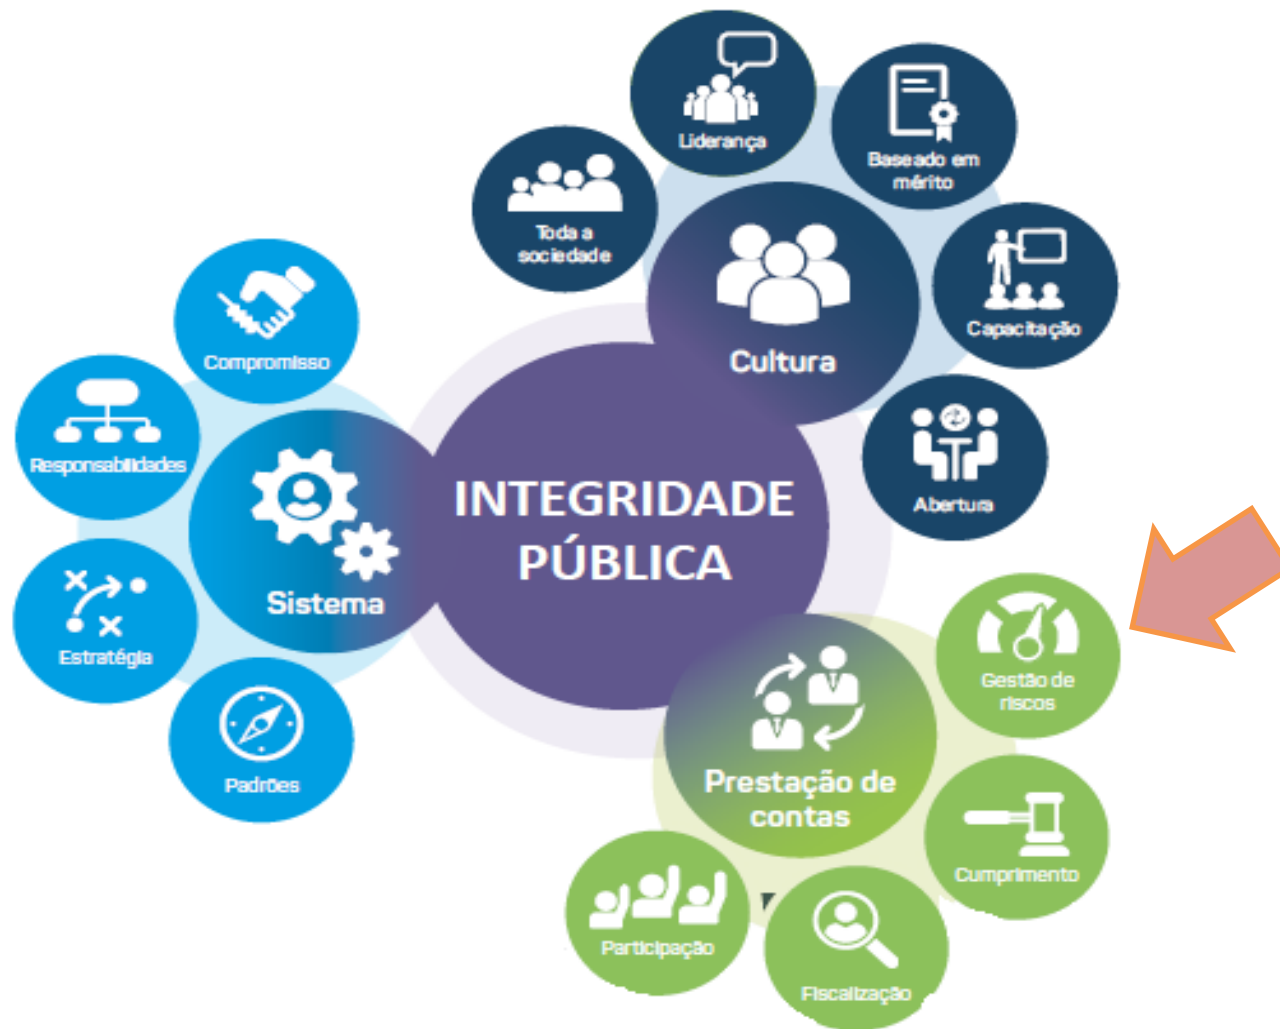 Liderança
Baseado em
mérito
Toda a
sociedade
Capacitação
Cultura
Abertura
Compromisso
Responsabilidades
Sistema
Estratégia
Padrões
INTEGRIDADE
PÚBLICA
Gestão de
riscos
Prestação de
contas
Cumprimento
Participação
Fiscalização